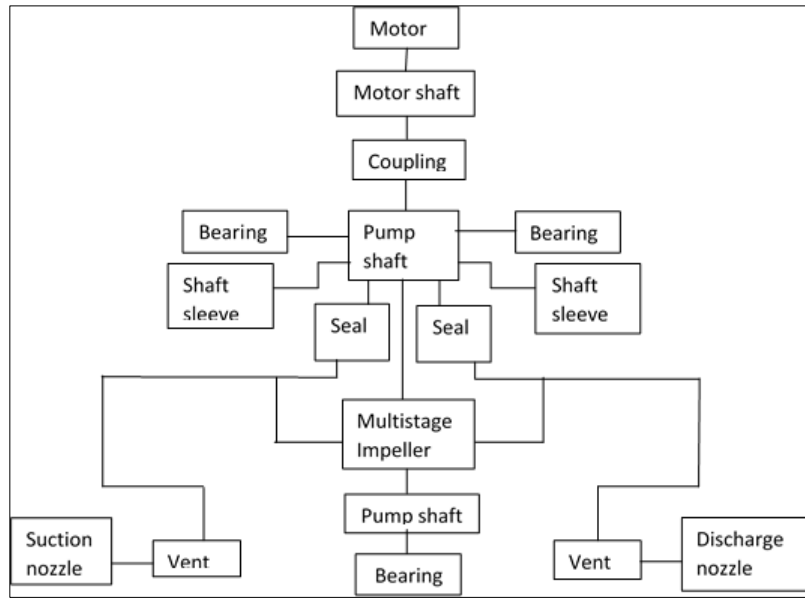 Motor
Motor shaft
Coupling
Bearing
Pump
shaft
Bearing
Shaft
sleeve
Shaft
sleeve
Seal
Seal
Multistage
Impeller
Pump shaft
Suction
nozzle
Vent
Vent
Discharge
nozzle
Bearing